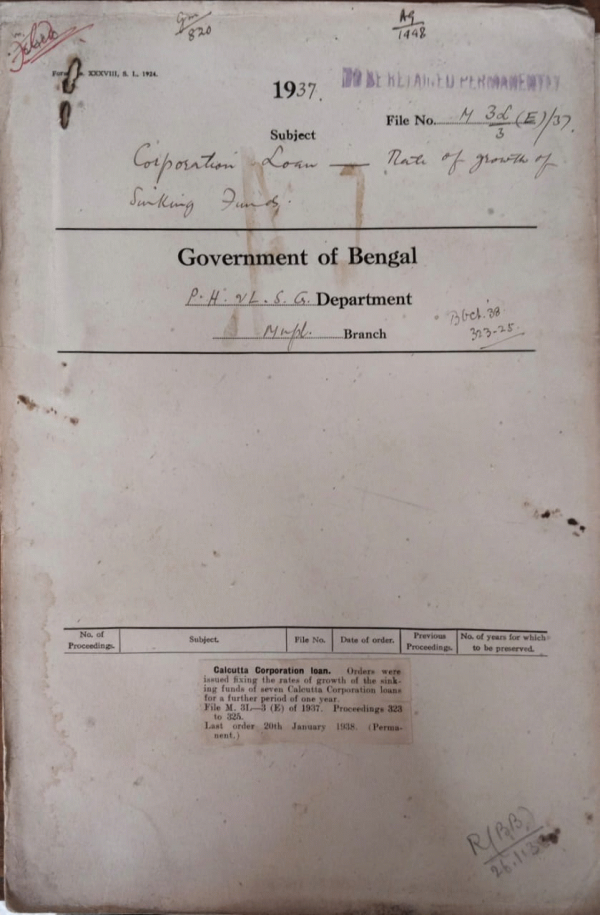 Gm
820
AG
1448
XXXVIII, S. L. 1924.
TO BE RETAINED PERMANENTLY
1937.
File No. M 3L/3 (E)/37.
Subject
Corporation Loan — Rate of growth of
Sinking Funds.
Government of Bengal
P. H. & L. S. G. Department
Mupl. Branch
323-25
No. of Proceedings.
Subject.
File No.
Date of order.
Previous Proceedings.
No. of years for which to be preserved.
Calcutta Corporation loan. Orders were
issued fixing the rates of growth of the sink-
ing funds of seven Calcutta Corporation loans
for a further period of one year.
File M. 3L—3 (E) of 1937. Proceedings 323
to 325.
Last order 20th January 1938. (Perma-
nent.)